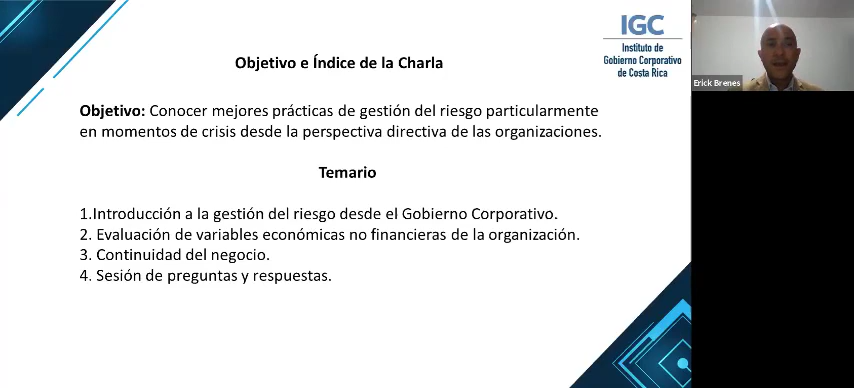 IGC
Instituto de
Gobierno Corporativo
de Costa Rica
Erick Brenes
Objetivo e Índice de la Charla
Objetivo: Conocer mejores prácticas de gestión del riesgo particularmente
en momentos de crisis desde la perspectiva directiva de las organizaciones.
Temario
1.Introducción a la gestión del riesgo desde el Gobierno Corporativo.
2. Evaluación de variables económicas no financieras de la organización.
3. Continuidad del negocio.
4. Sesión de preguntas y respuestas.